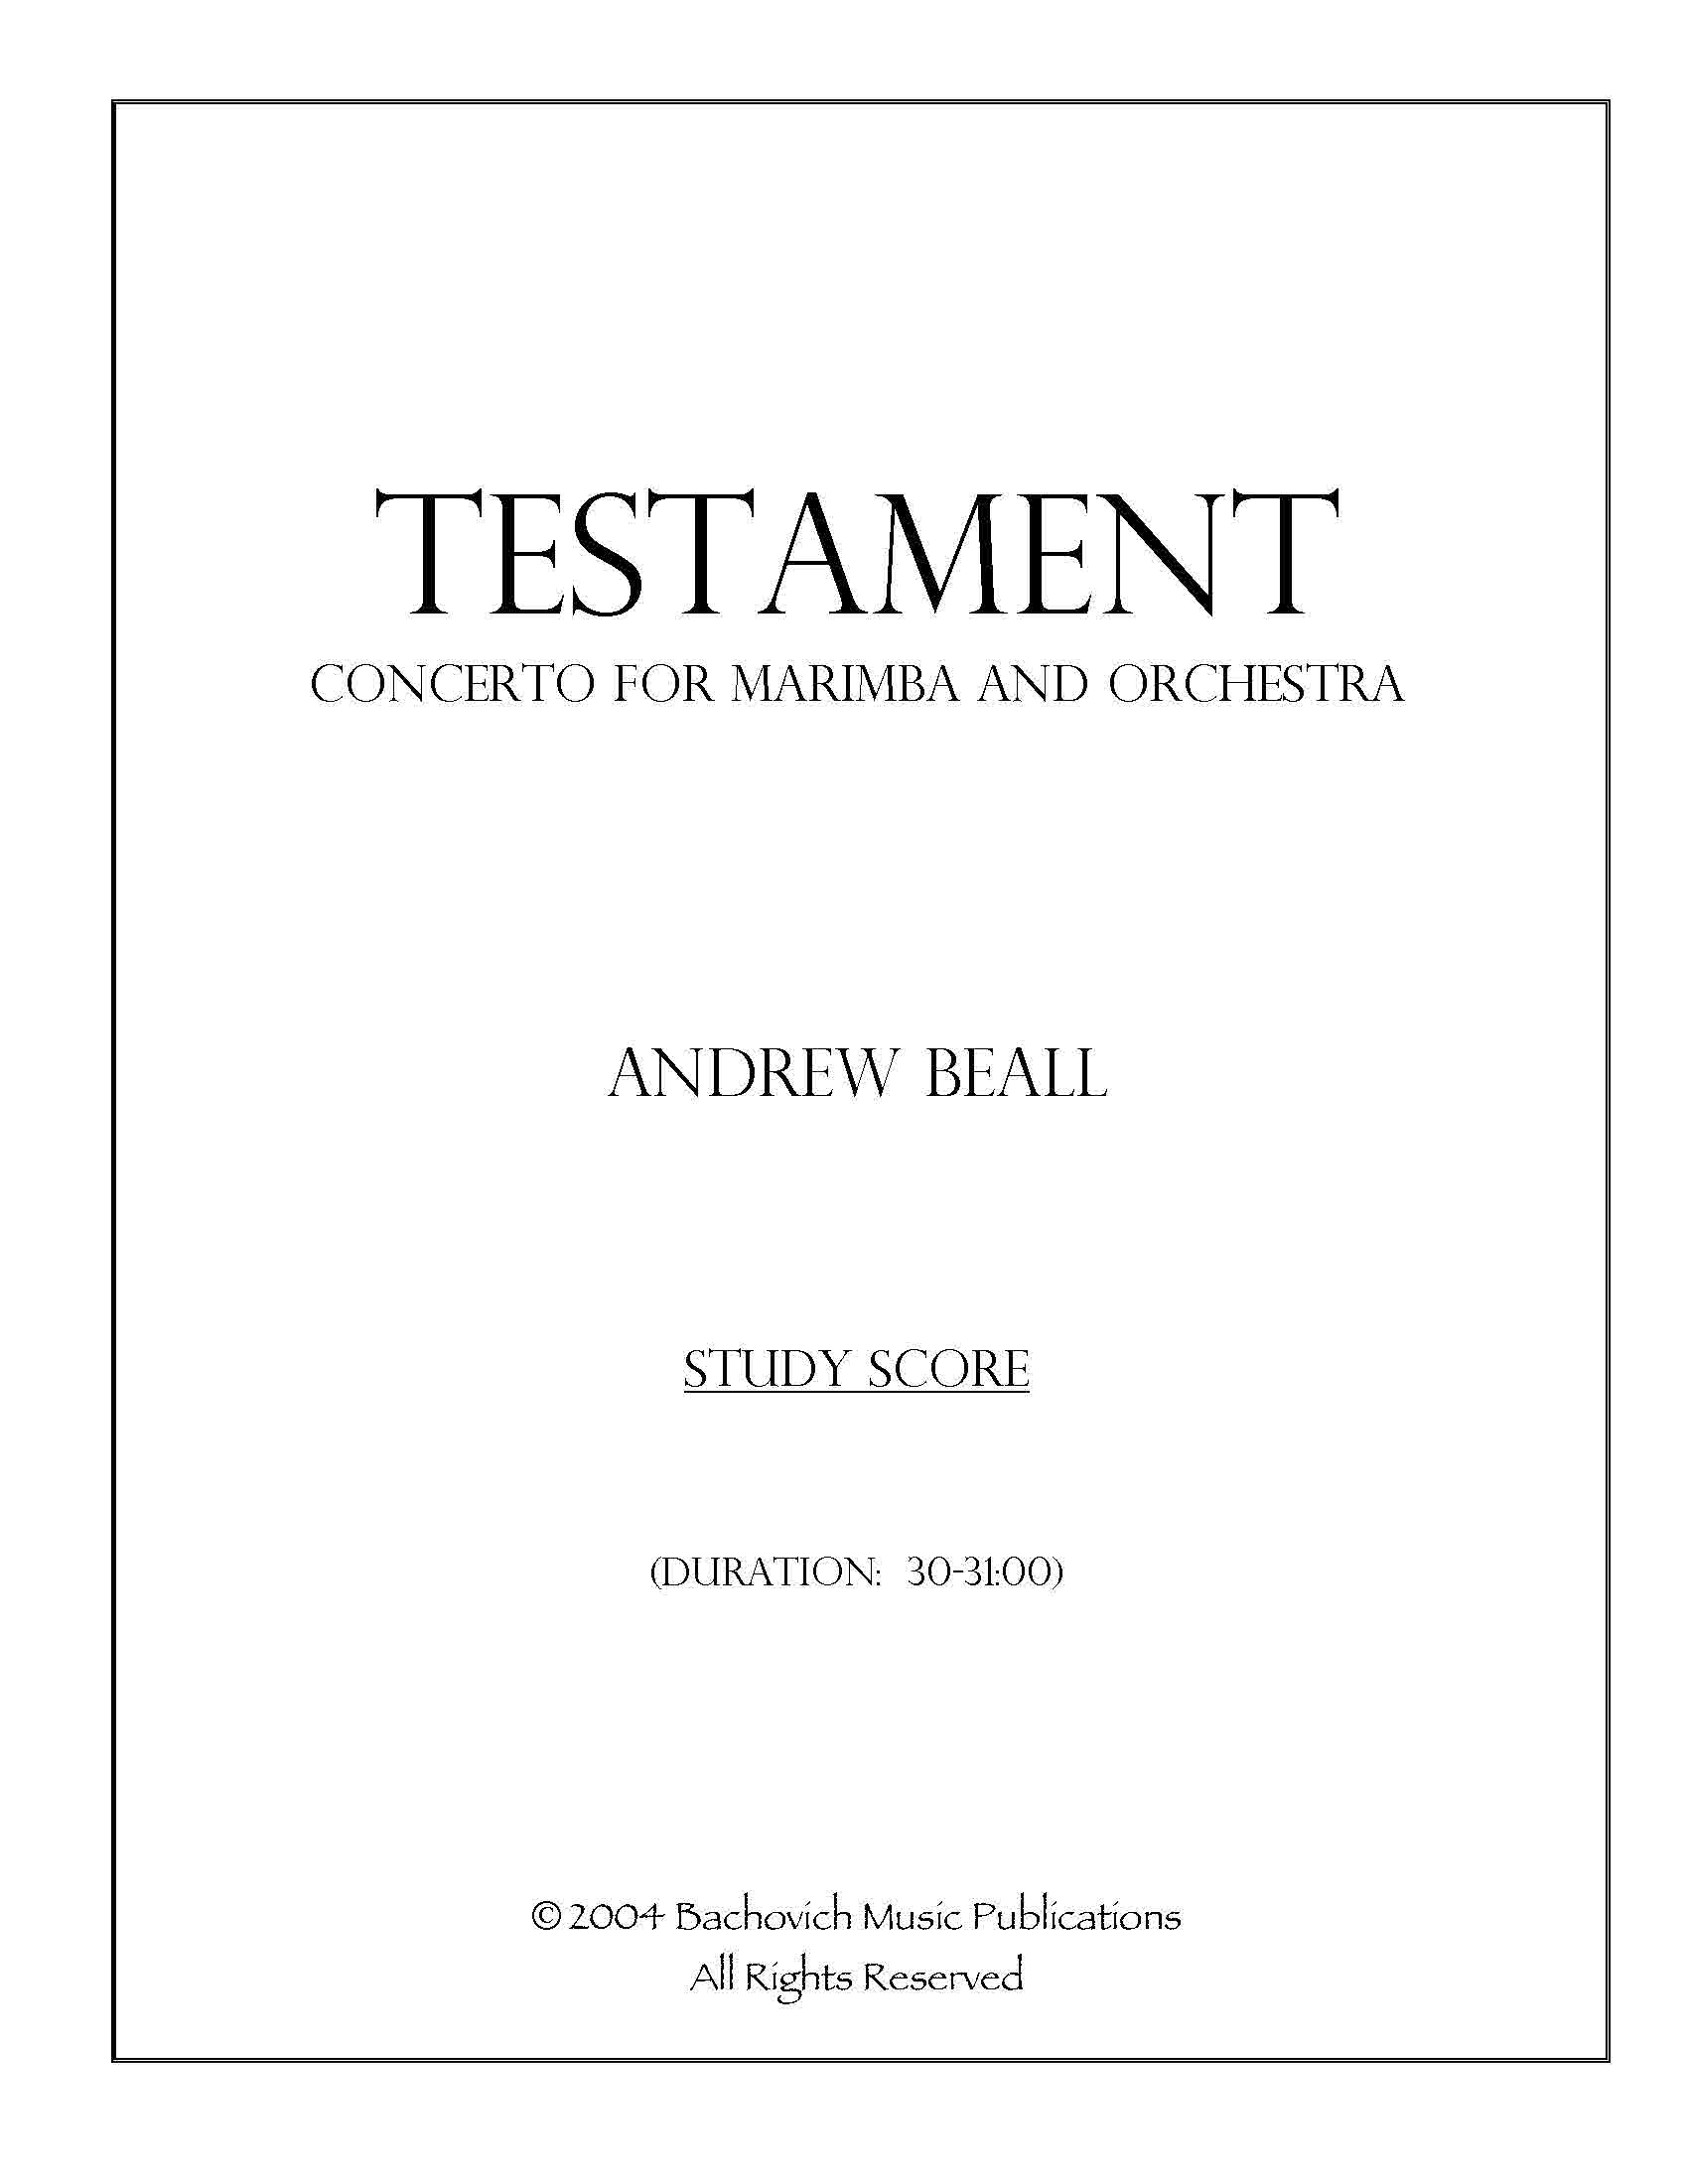 TESTAMENT
CONCERTO FOR MARIMBA AND ORCHESTRA
ANDREW BEALL
STUDY SCORE
(DURATION: 30-31:00)
© 2004 Bachovich Music Publications
All Rights Reserved